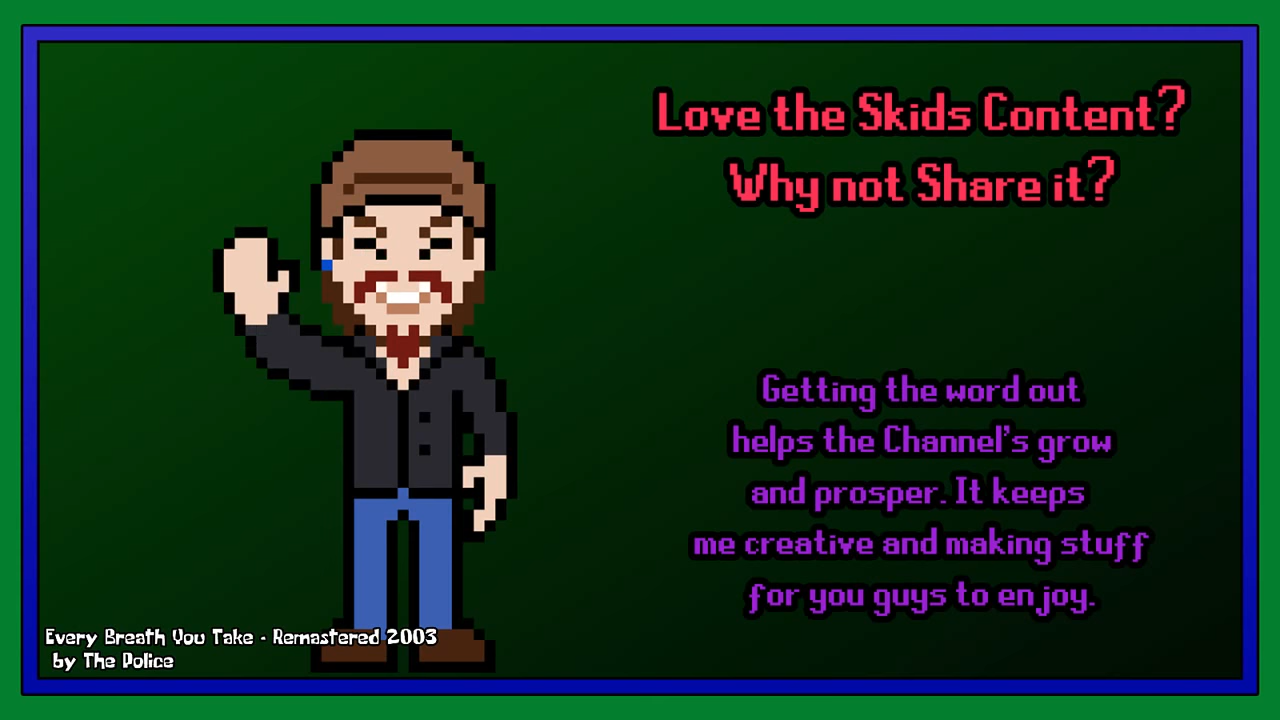 Love the Skids Content?
Why not Share it?
Getting the word out
helps the Channel's grow
and prosper. It keeps
me creative and making stuff
for you guys to enjoy.
Every Breath You Take - Remastered 2003
by The Police